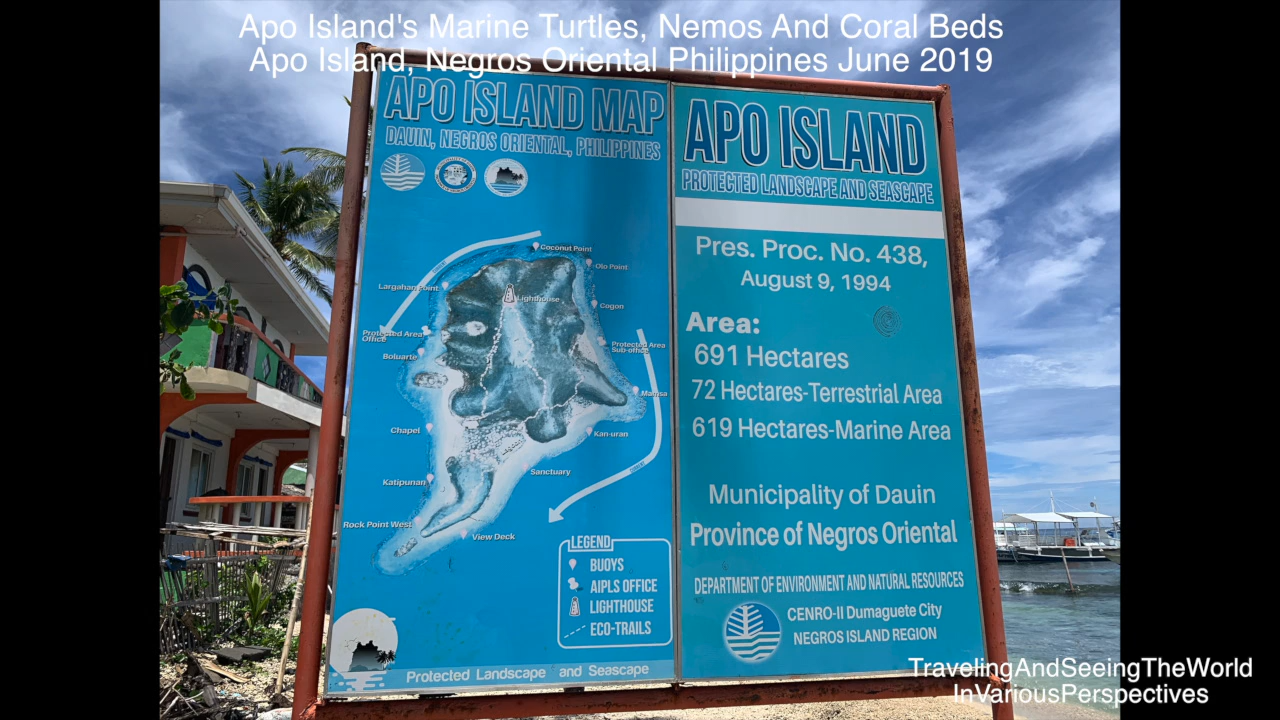 Apo Island's Marine Turtles, Nemos And Coral Beds
Apo Island, Negros Oriental Philippines June 2019
APO ISLAND MAP
DAUIN, NEGROS ORIENTAL, PHILIPPINES
Coconut Point
Olo Point
Largahan Point
Lighthouse
Cogon
Protected Area
Office
Protected Area
Sub-office
Boluarte
Mamsa
Chapel
Kan-uran
Sanctuary
Katipunan
Rock Point West
View Deck
LEGEND
BUOYS
AIPLS OFFICE
LIGHTHOUSE
ECO-TRAILS
Protected Landscape and Seascape
APO ISLAND
PROTECTED LANDSCAPE AND SEASCAPE
Pres. Proc. No. 438,
August 9, 1994
Area:
691 Hectares
72 Hectares-Terrestrial Area
619 Hectares-Marine Area
Municipality of Dauin
Province of Negros Oriental
DEPARTMENT OF ENVIRONMENT AND NATURAL RESOURCES
CENRO-II Dumaguete City
NEGROS ISLAND REGION
TravelingAndSeeingTheWorld
InVariousPerspectives